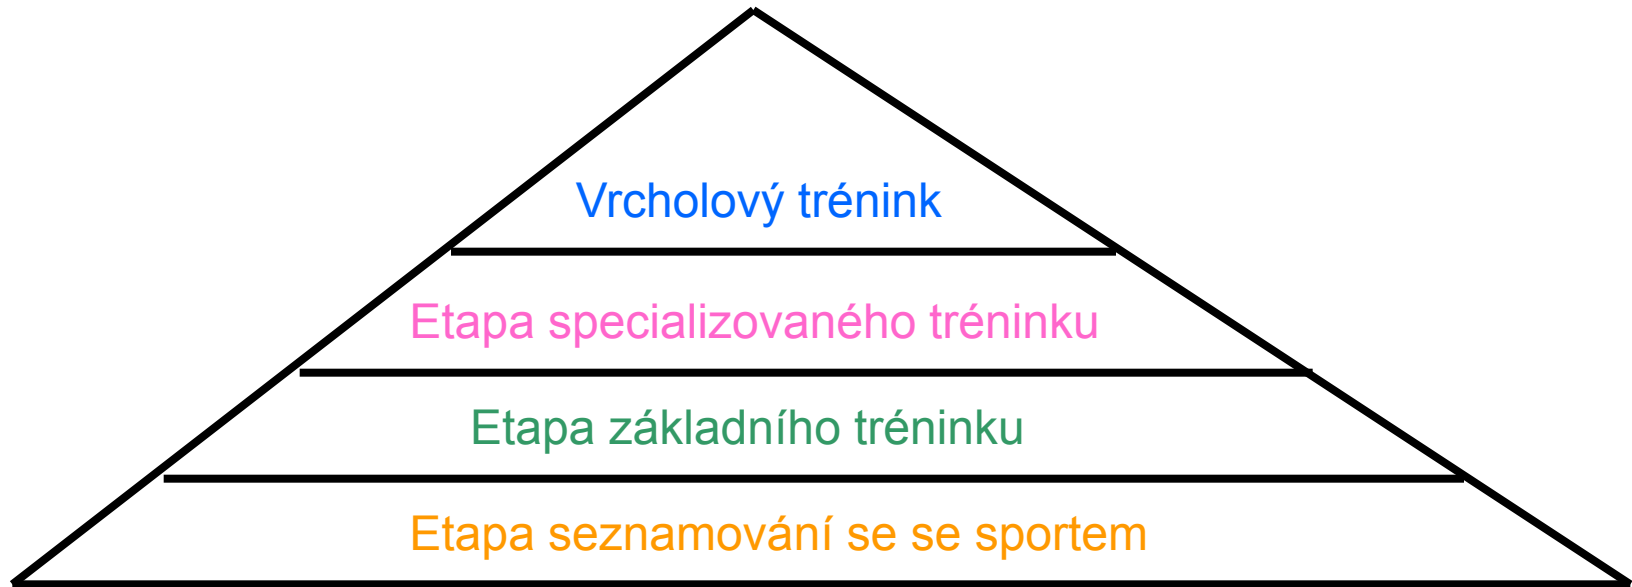 Vrcholový trénink
Etapa specializovaného tréninku
Etapa základního tréninku
Etapa seznamování se se sportem